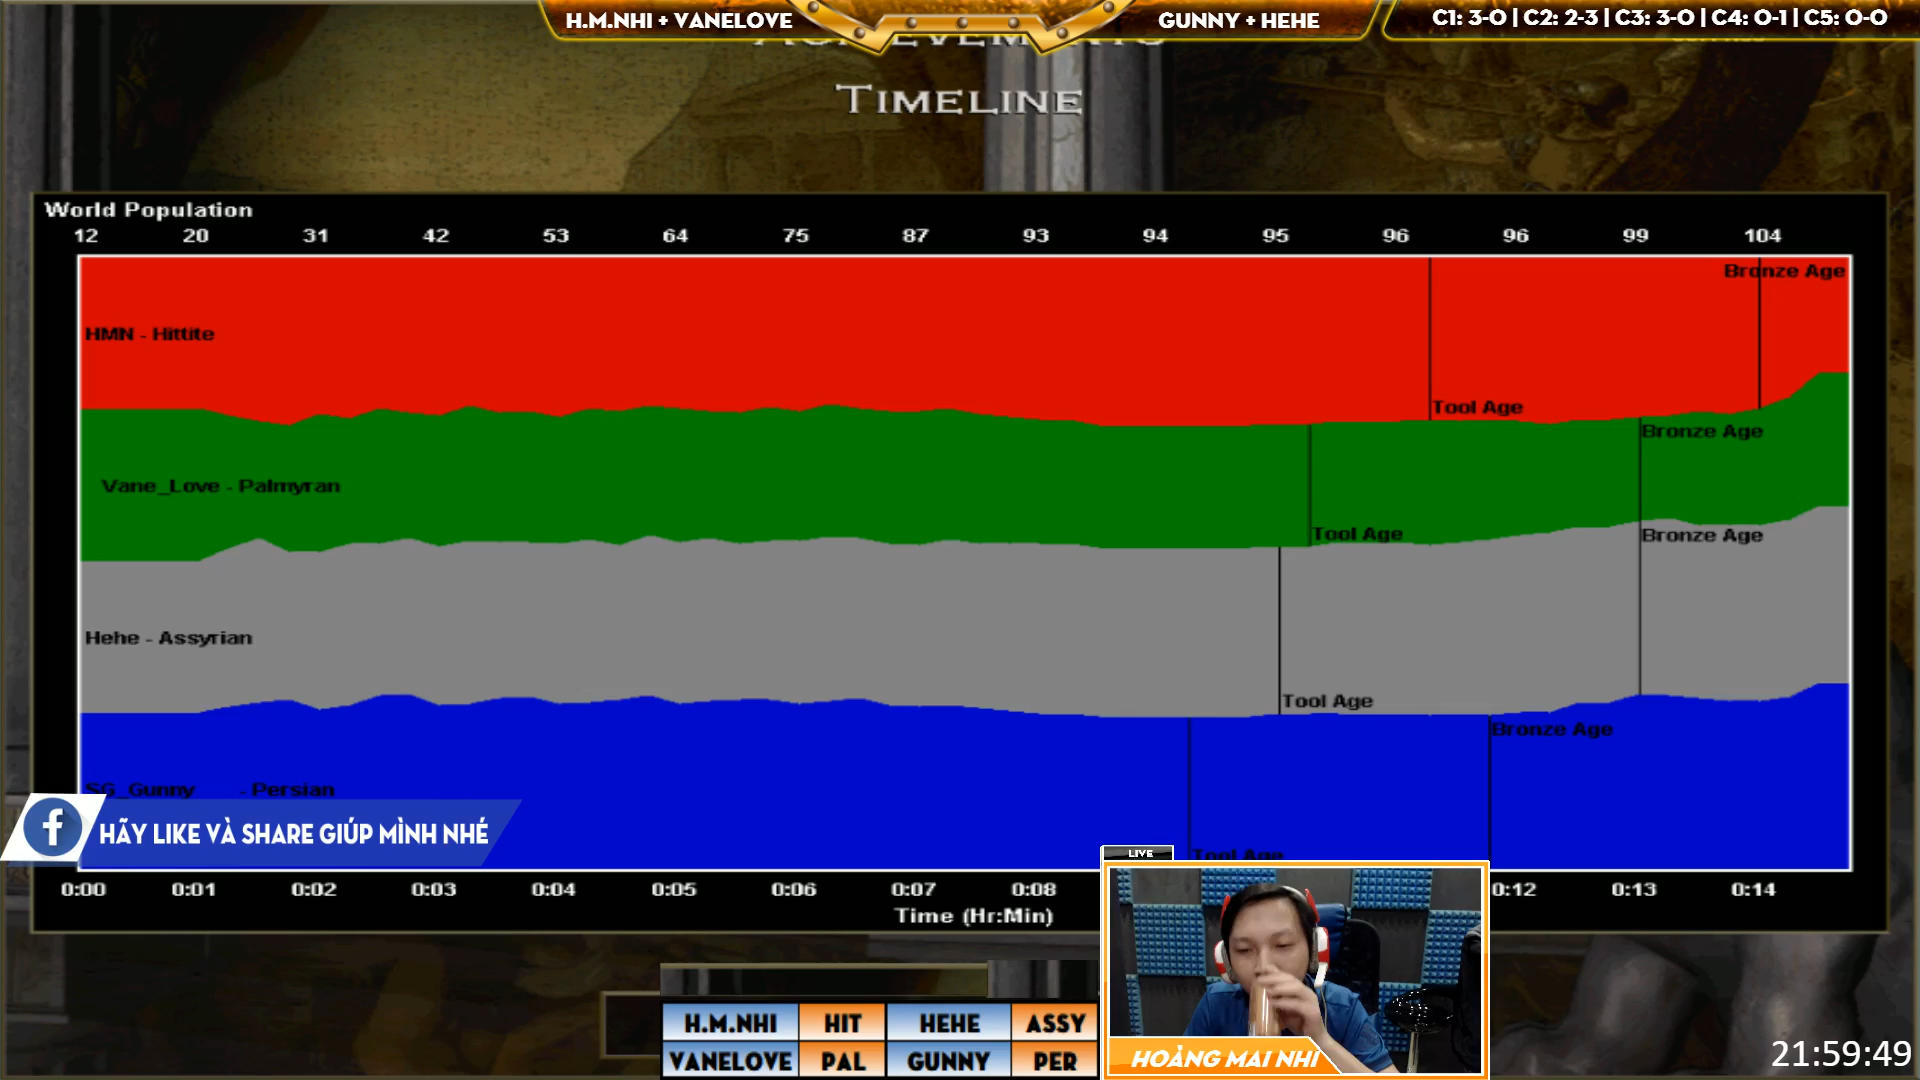 H.M.NHI + VANELOVE
GUNNY + HEHE
C1: 3-0 | C2: 2-3 | C3: 3-0 | C4: 0-1 | C5: 0-0
ACHIEVEMENTS
TIMELINE
World Population
12 20 31 42 53 64 75 87 93 94 95 96 96 99 104
Bronze Age
HMN - Hittite
Tool Age
Bronze Age
Vane_Love - Palmyran
Tool Age
Bronze Age
Hehe - Assyrian
Tool Age
Bronze Age
SG_Gunny - Persian
HÃY LIKE VÀ SHARE GIÚP MÌNH NHÉ
Tool Age
LIVE
0:00 0:01 0:02 0:03 0:04 0:05 0:06 0:07 0:08 0:12 0:13 0:14
Time (Hr:Min)
H.M.NHI HIT HEHE ASSY
VANELOVE PAL GUNNY PER
HOÀNG MAI NHI
21:59:49